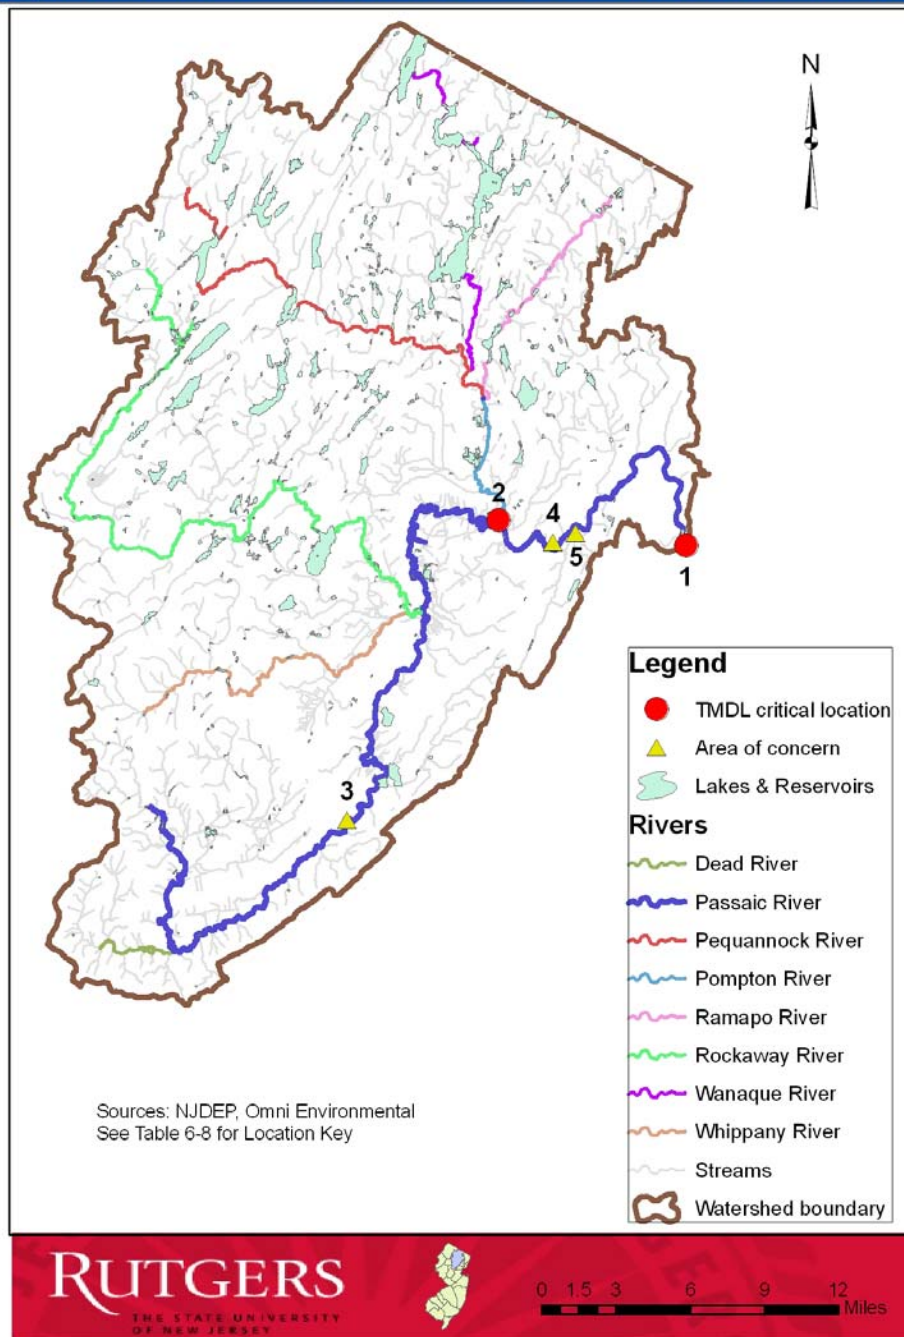 N
2
4
5
1
3
Legend
TMDL critical location
Area of concern
Lakes & Reservoirs
Rivers
Dead River
Passaic River
Pequannock River
Pompton River
Ramapo River
Rockaway River
Wanaque River
Whippany River
Streams
Watershed boundary
Sources: NJDEP, Omni Environmental
See Table 6-8 for Location Key
RUTGERS
THE STATE UNIVERSITY
OF NEW JERSEY
0 1.5 3 6 9 12
Miles